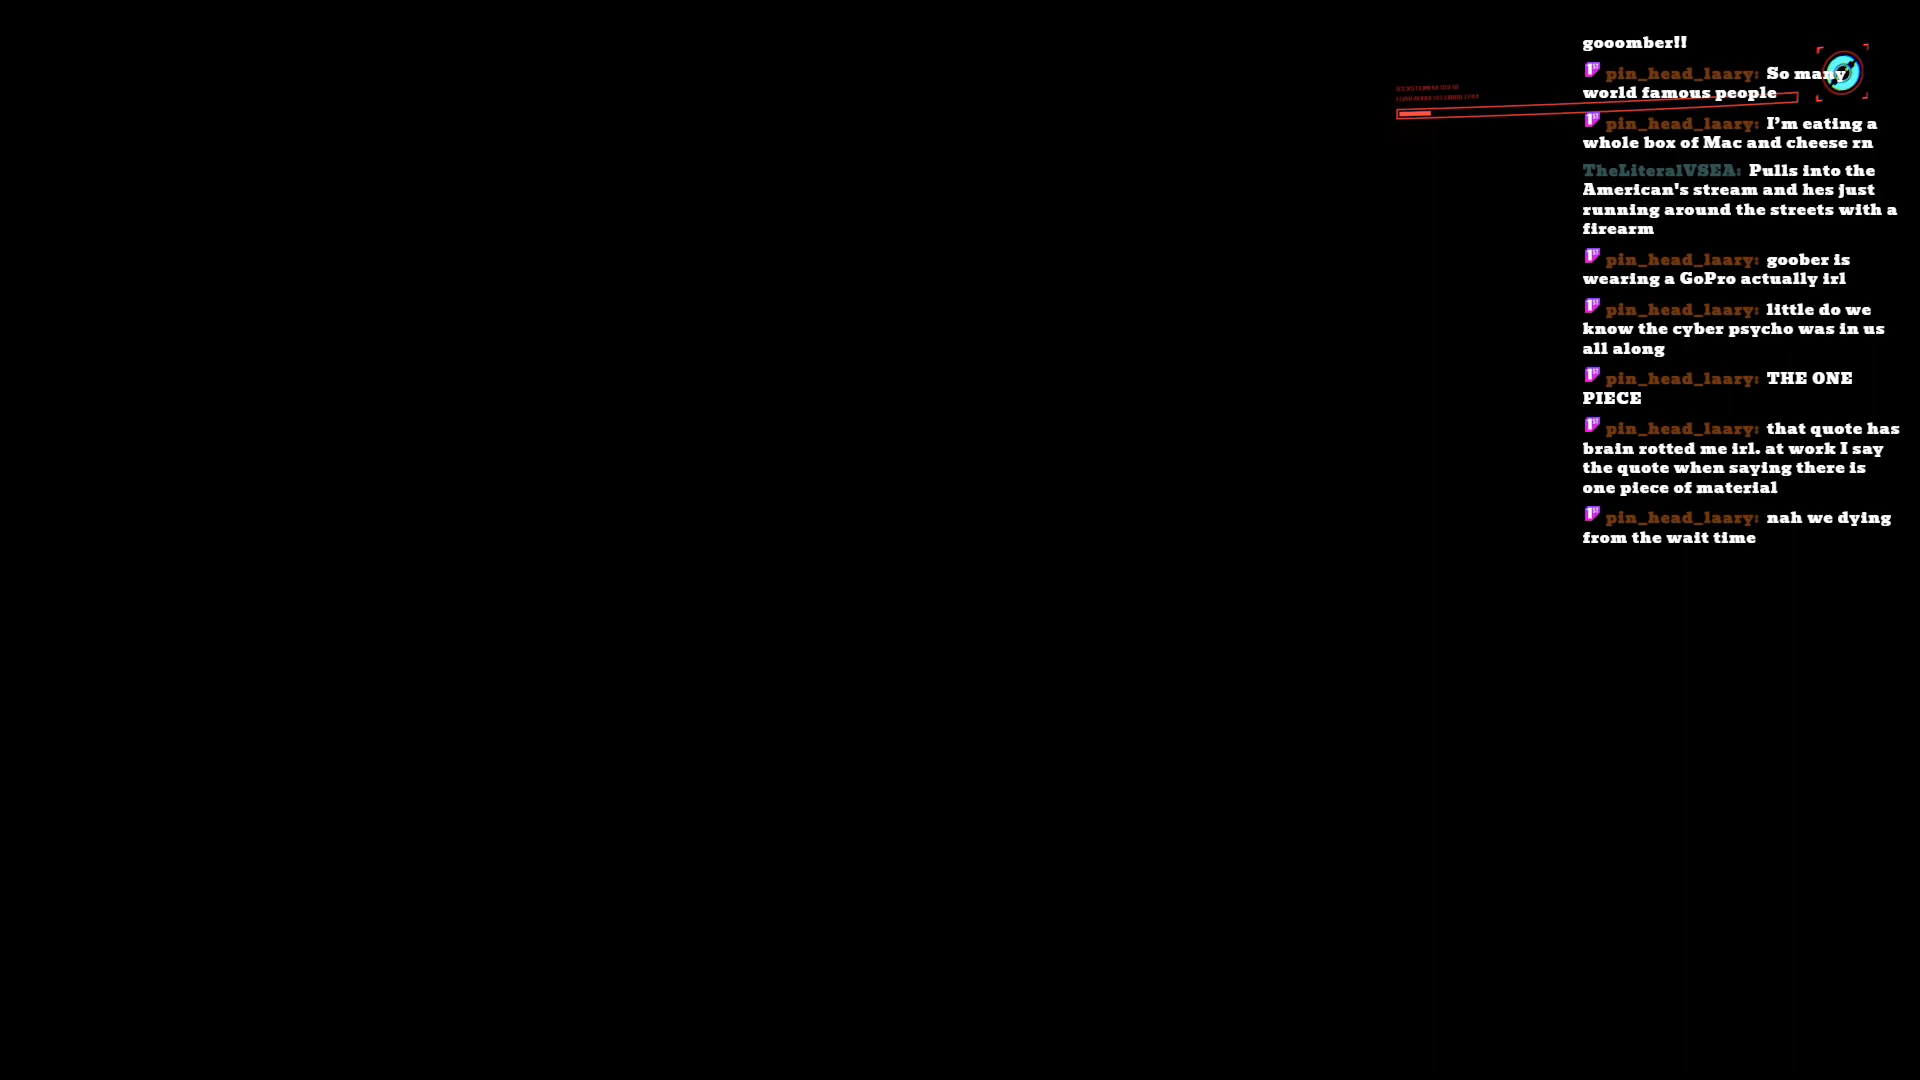 gooomber!!
pin_head_laary: So many
world famous people
pin_head_laary: I'm eating a
whole box of Mac and cheese rn
TheLiteralVSEA: Pulls into the
American's stream and hes just
running around the streets with a
firearm
pin_head_laary: goober is
wearing a GoPro actually irl
pin_head_laary: little do we
know the cyber psycho was in us
all along
pin_head_laary: THE ONE
PIECE
pin_head_laary: that quote has
brain rotted me irl. at work I say
the quote when saying there is
one piece of material
pin_head_laary: nah we dying
from the wait time